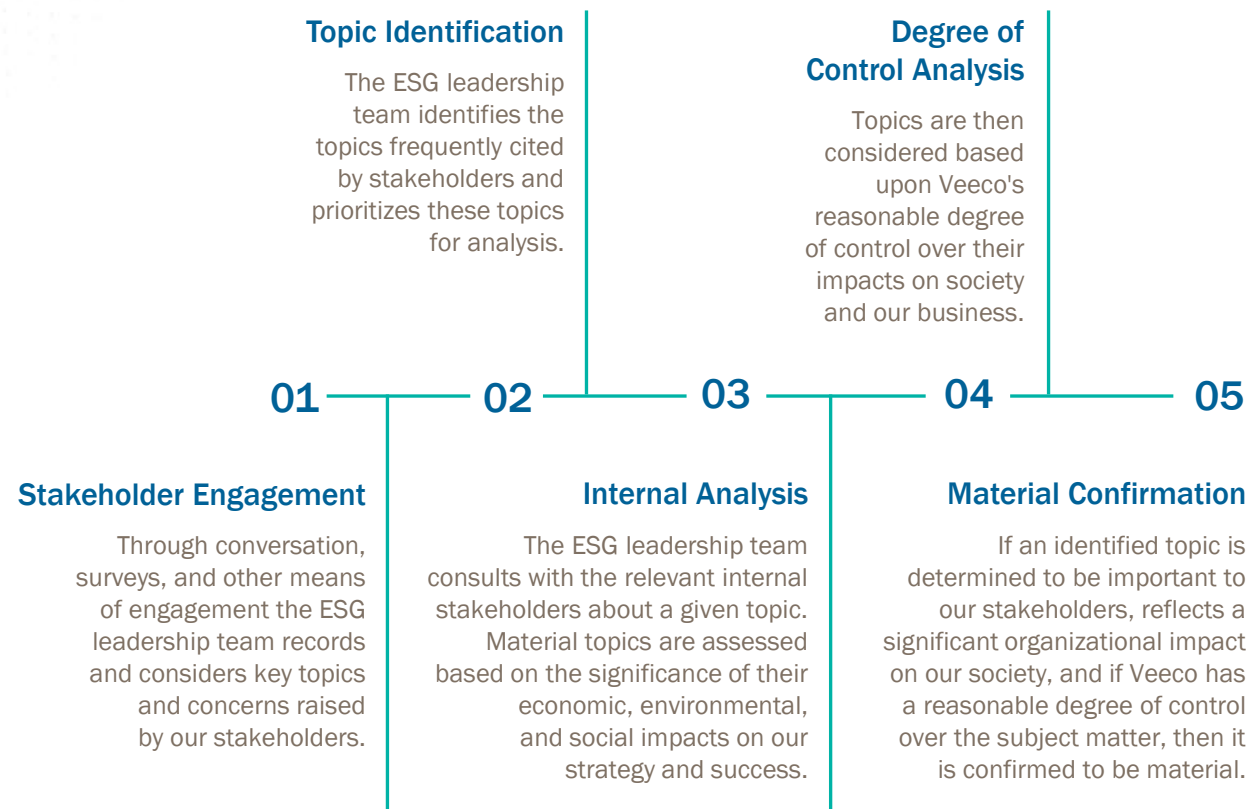 Topic Identification
The ESG leadership
team identifies the
topics frequently cited
by stakeholders and
prioritizes these topics
for analysis.
Degree of
Control Analysis
Topics are then
considered based
upon Veeco's
reasonable degree
of control over their
impacts on society
and our business.
01
02
03
04
05
Stakeholder Engagement
Through conversation,
surveys, and other means
of engagement the ESG
leadership team records
and considers key topics
and concerns raised
by our stakeholders.
Internal Analysis
The ESG leadership team
consults with the relevant internal
stakeholders about a given topic.
Material topics are assessed
based on the significance of their
economic, environmental,
and social impacts on our
strategy and success.
Material Confirmation
If an identified topic is
determined to be important to
our stakeholders, reflects a
significant organizational impact
on our society, and if Veeco has
a reasonable degree of control
over the subject matter, then it
is confirmed to be material.